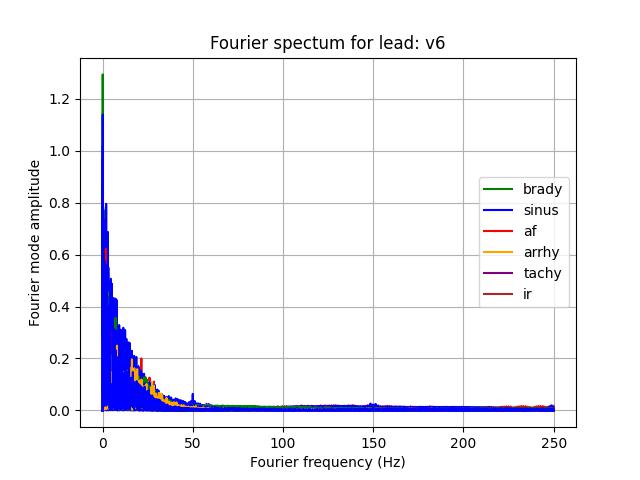 Fourier spectum for lead: v6
Fourier mode amplitude
1.2
1.0
0.8
0.6
0.4
0.2
0.0
brady
sinus
af
arrhy
tachy
ir
0 50 100 150 200 250
Fourier frequency (Hz)